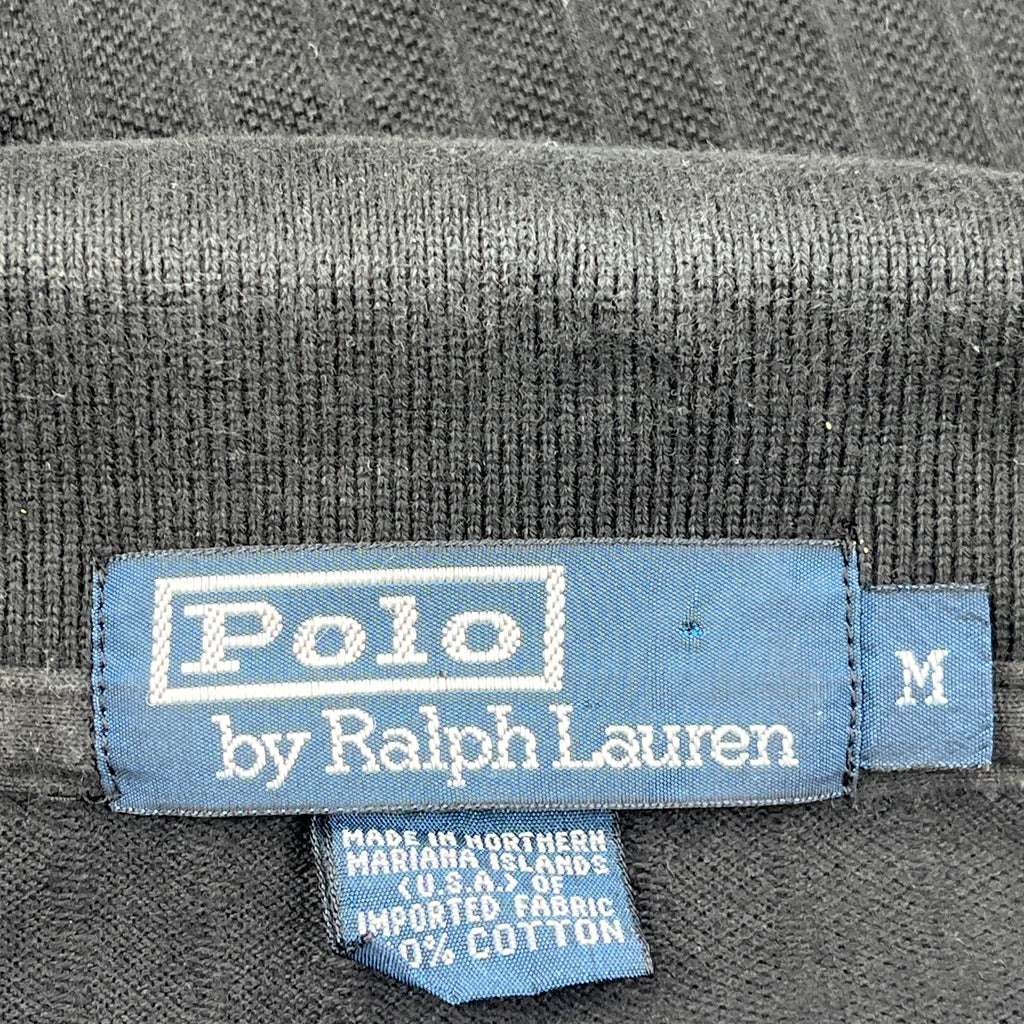 Polo
by Ralph Lauren
M
MADE IN NORTHERN
MARIANA ISLANDS
(U.S.A.) OF
IMPORTED FABRIC
0% COTTON